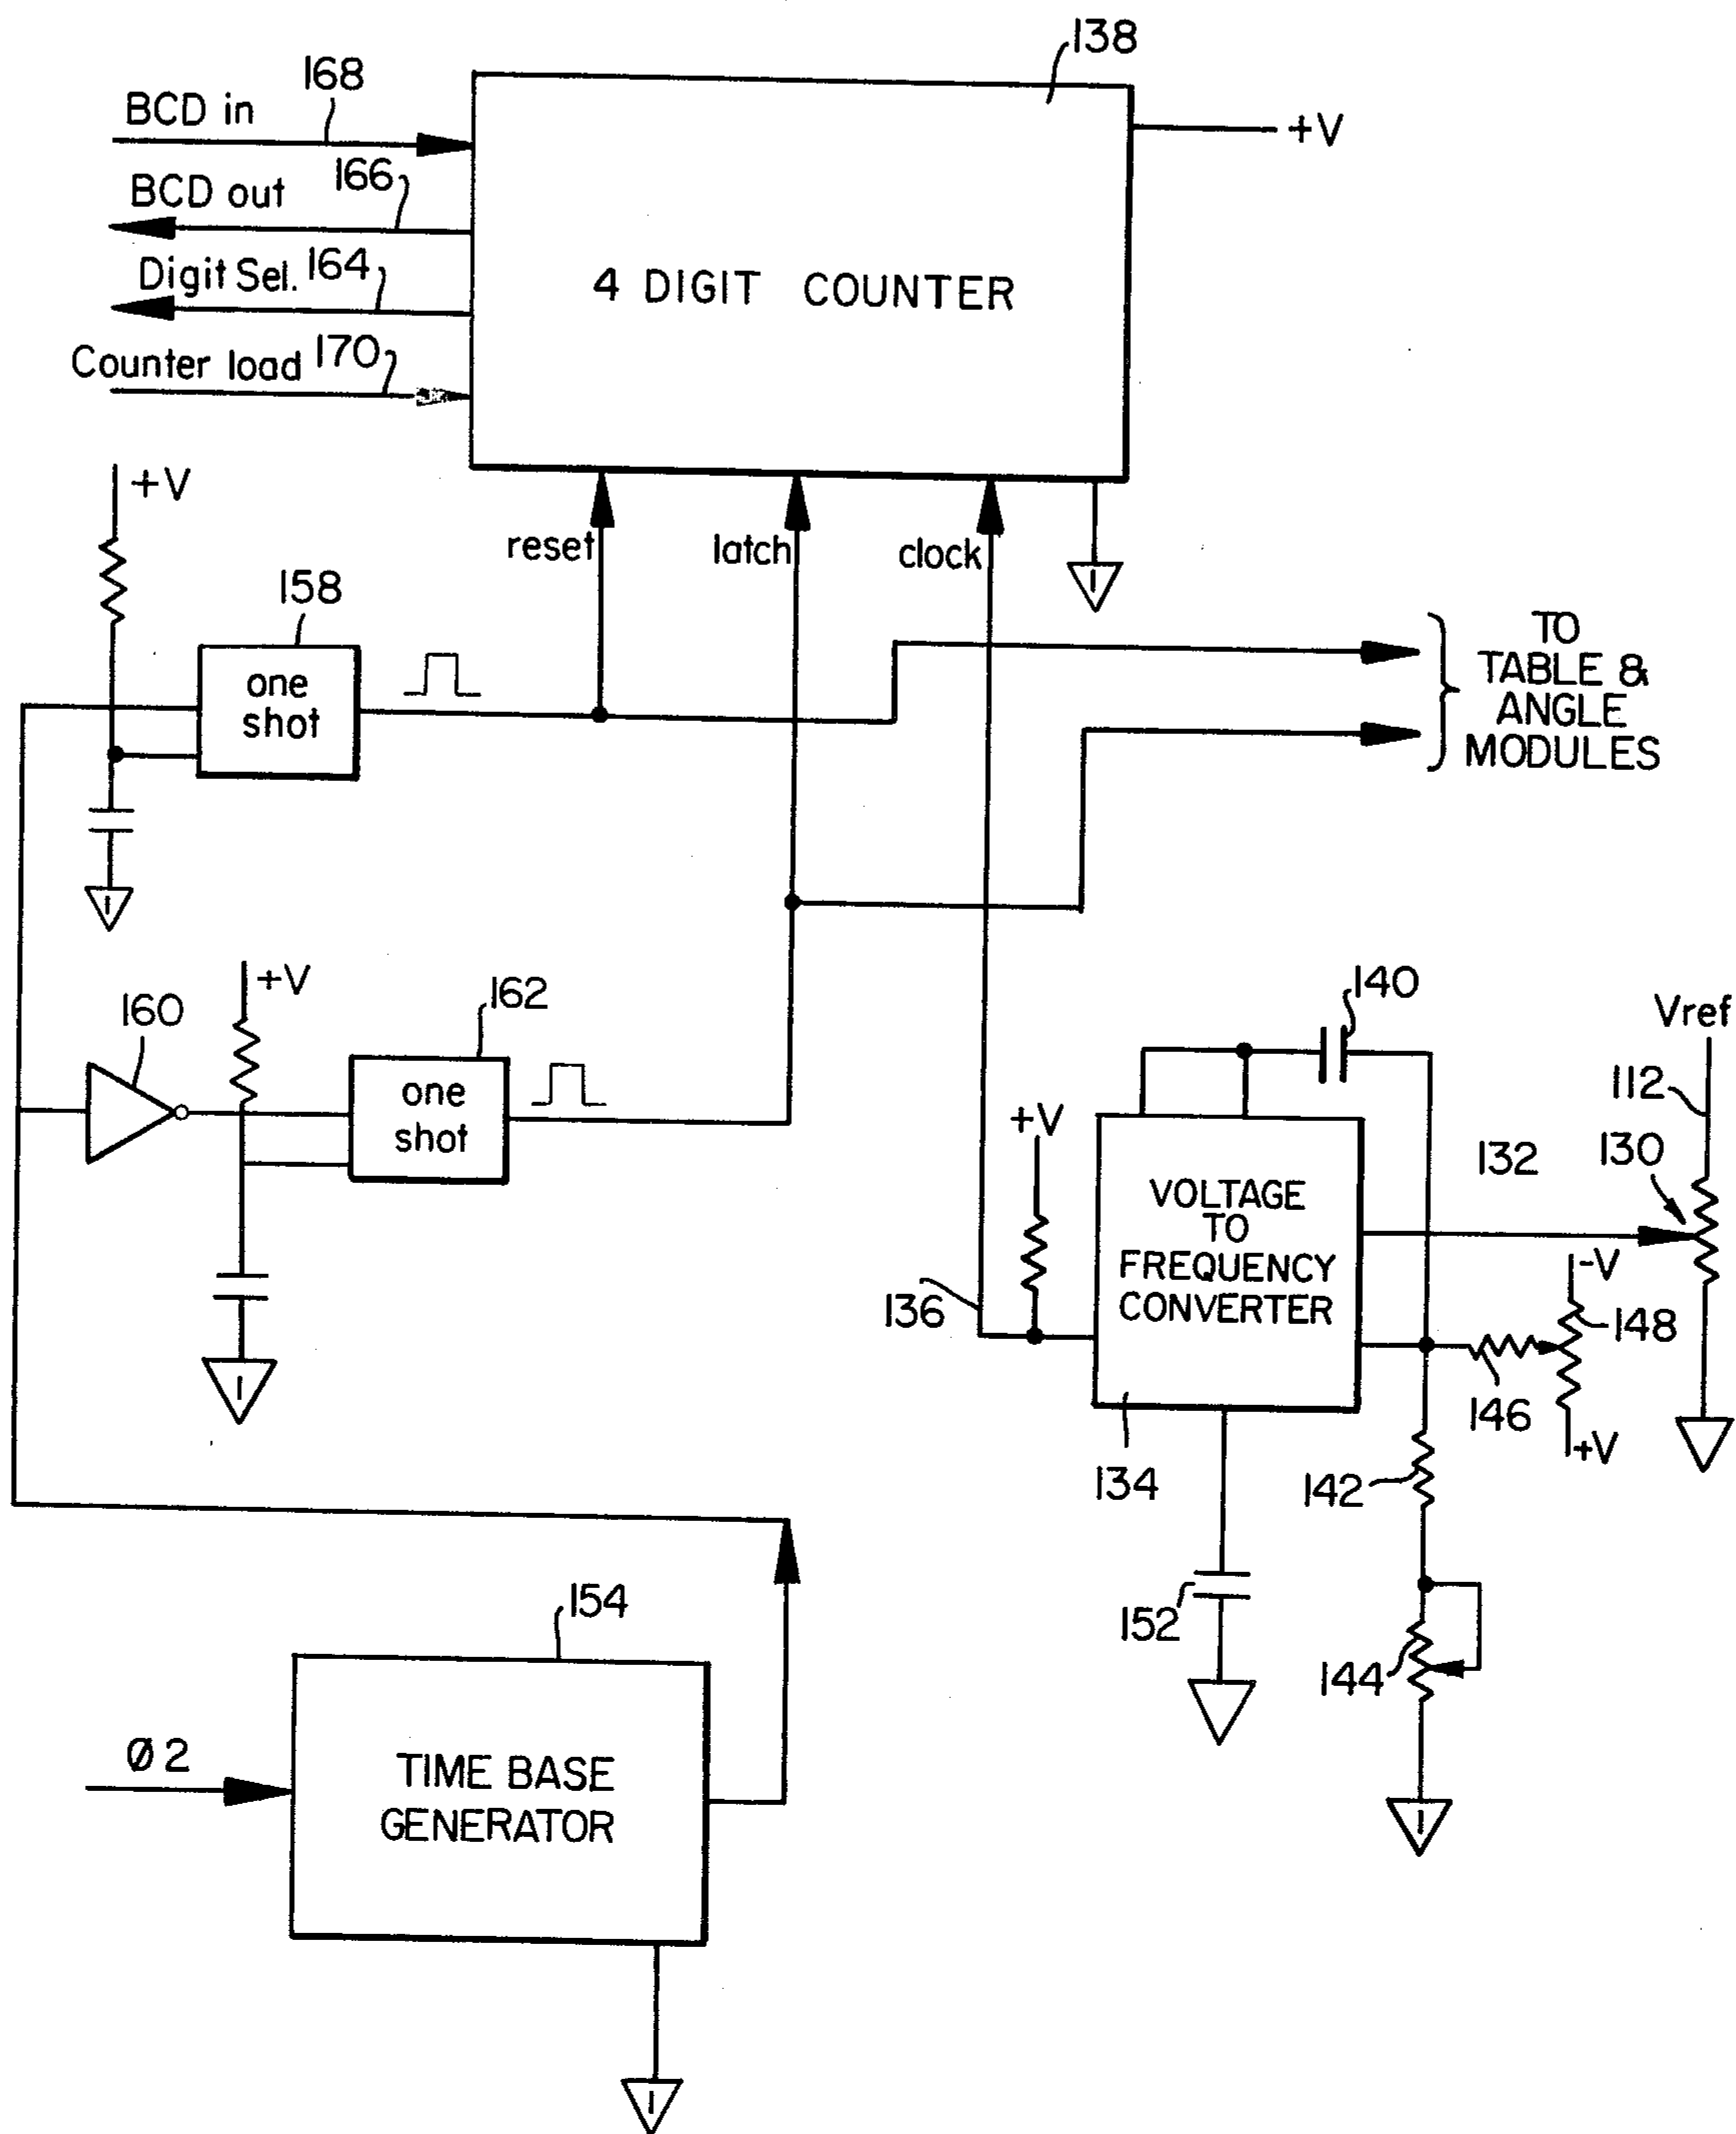 138
168
BCD in
+V
166
BCD out
Digit Sel. 164
4 DIGIT COUNTER
Counter load 170
+V
reset
latch
clock
158
one
shot
TO
TABLE &
ANGLE
MODULES
+V
162
160
one
shot
140
Vref
112
+V
132
130
VOLTAGE
TO
FREQUENCY
CONVERTER
-V
136
148
146
+V
134
142
152
144
154
Ø2
TIME BASE
GENERATOR